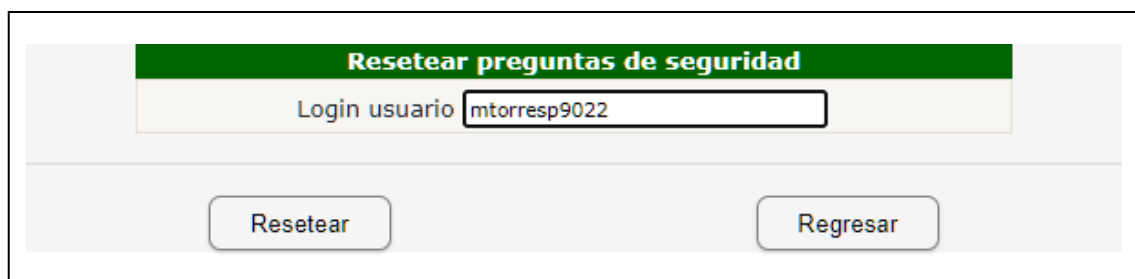 Resetear preguntas de seguridad
Login usuario mtorresp9022
Resetear Regresar